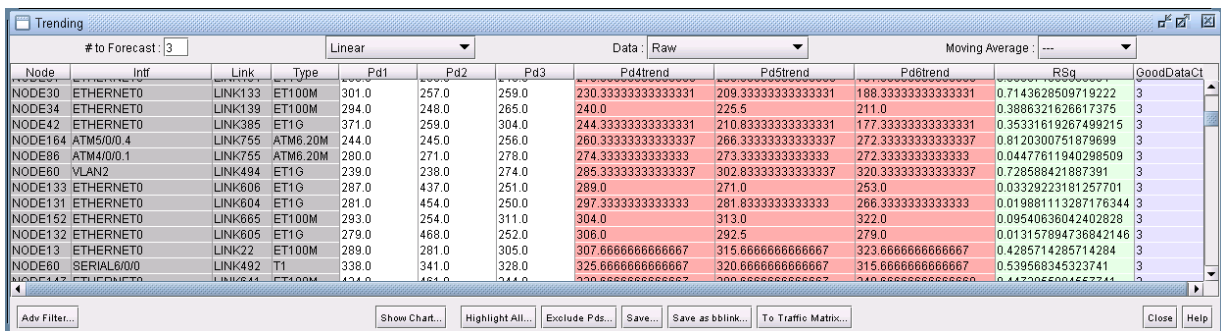 Trending
# to Forecast : 3 Linear Data : Raw Moving Average : ---
Node Intf Link Type Pd1 Pd2 Pd3 Pd4trend Pd5trend Pd6trend RSq GoodDataCt
NODE30 ETHERNET0 LINK133 ET100M 301.0 257.0 259.0 230.33333333333331 209.33333333333331 188.33333333333331 0.7143628509719222 3
NODE34 ETHERNET0 LINK139 ET100M 294.0 248.0 265.0 240.0 225.5 211.0 0.38863216266173​75 3
NODE42 ETHERNET0 LINK385 ET1G 371.0 259.0 304.0 244.33333333333331 210.83333333333331 177.33333333333331 0.35331619267499215 3
NODE164 ATM5/0/0.4 LINK755 ATM6.20M 244.0 245.0 256.0 260.33333333333337 266.33333333333337 272.33333333333337 0.8120300751879699 3
NODE86 ATM4/0/0.1 LINK755 ATM6.20M 280.0 271.0 278.0 274.3333333333333 273.3333333333333 272.3333333333333 0.04477611940298509 3
NODE60 VLAN2 LINK494 ET1G 239.0 238.0 274.0 285.33333333333337 302.83333333333337 320.33333333333337 0.728588421887391 3
NODE133 ETHERNET0 LINK606 ET1G 287.0 437.0 251.0 289.0 271.0 253.0 0.03329223181257701 3
NODE131 ETHERNET0 LINK604 ET1G 281.0 454.0 250.0 297.3333333333333 281.8333333333333 266.3333333333333 0.019881113287176344 3
NODE152 ETHERNET0 LINK665 ET100M 293.0 254.0 311.0 304.0 313.0 322.0 0.09540636042402828 3
NODE132 ETHERNET0 LINK605 ET1G 279.0 468.0 252.0 306.0 292.5 279.0 0.013157894736842146 3
NODE13 ETHERNET0 LINK22 ET100M 289.0 281.0 305.0 307.6666666666667 315.6666666666667 323.6666666666667 0.4285714285714284 3
NODE60 SERIAL6/0/0 LINK492 T1 338.0 341.0 328.0 325.6666666666667 320.6666666666667 315.6666666666667 0.539568345323741 3
Adv Filter... Show Chart... Highlight All... Exclude Pds... Save... Save as bblink... To Traffic Matrix... Close Help